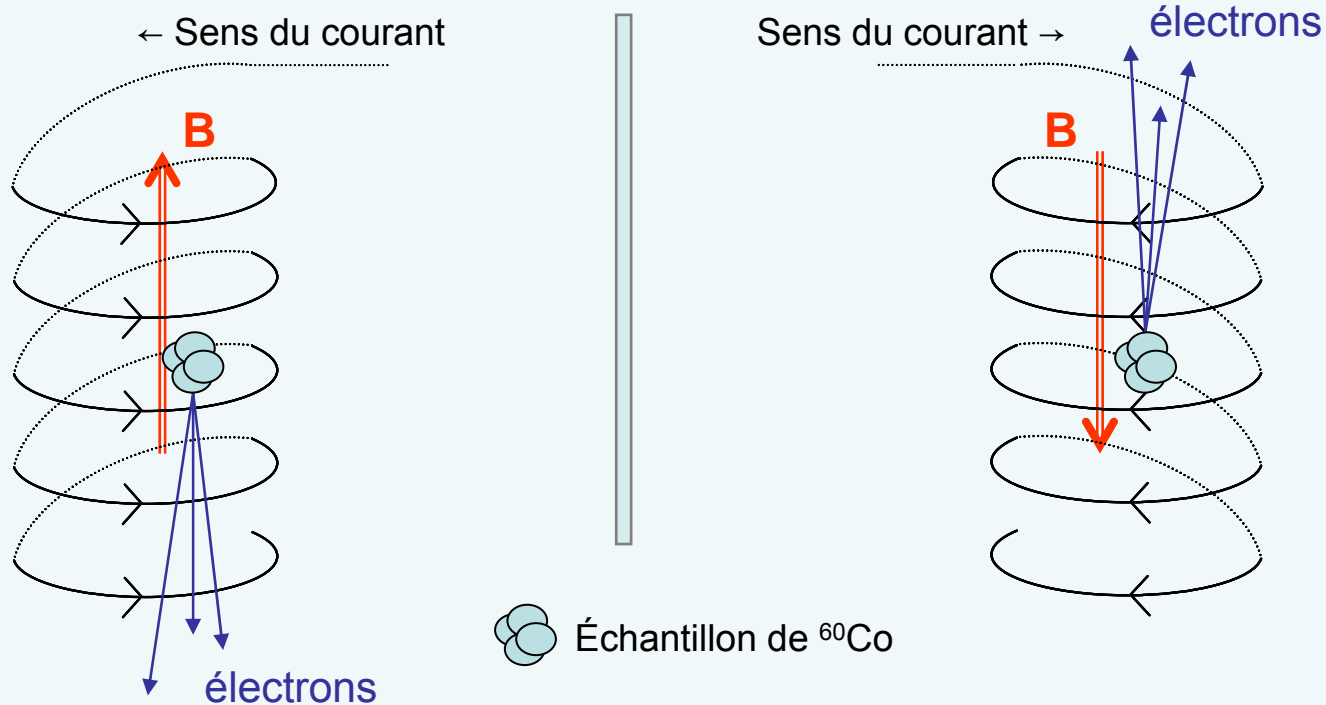 ← Sens du courant
Sens du courant →
électrons
B
B
Échantillon de ⁶⁰Co
électrons